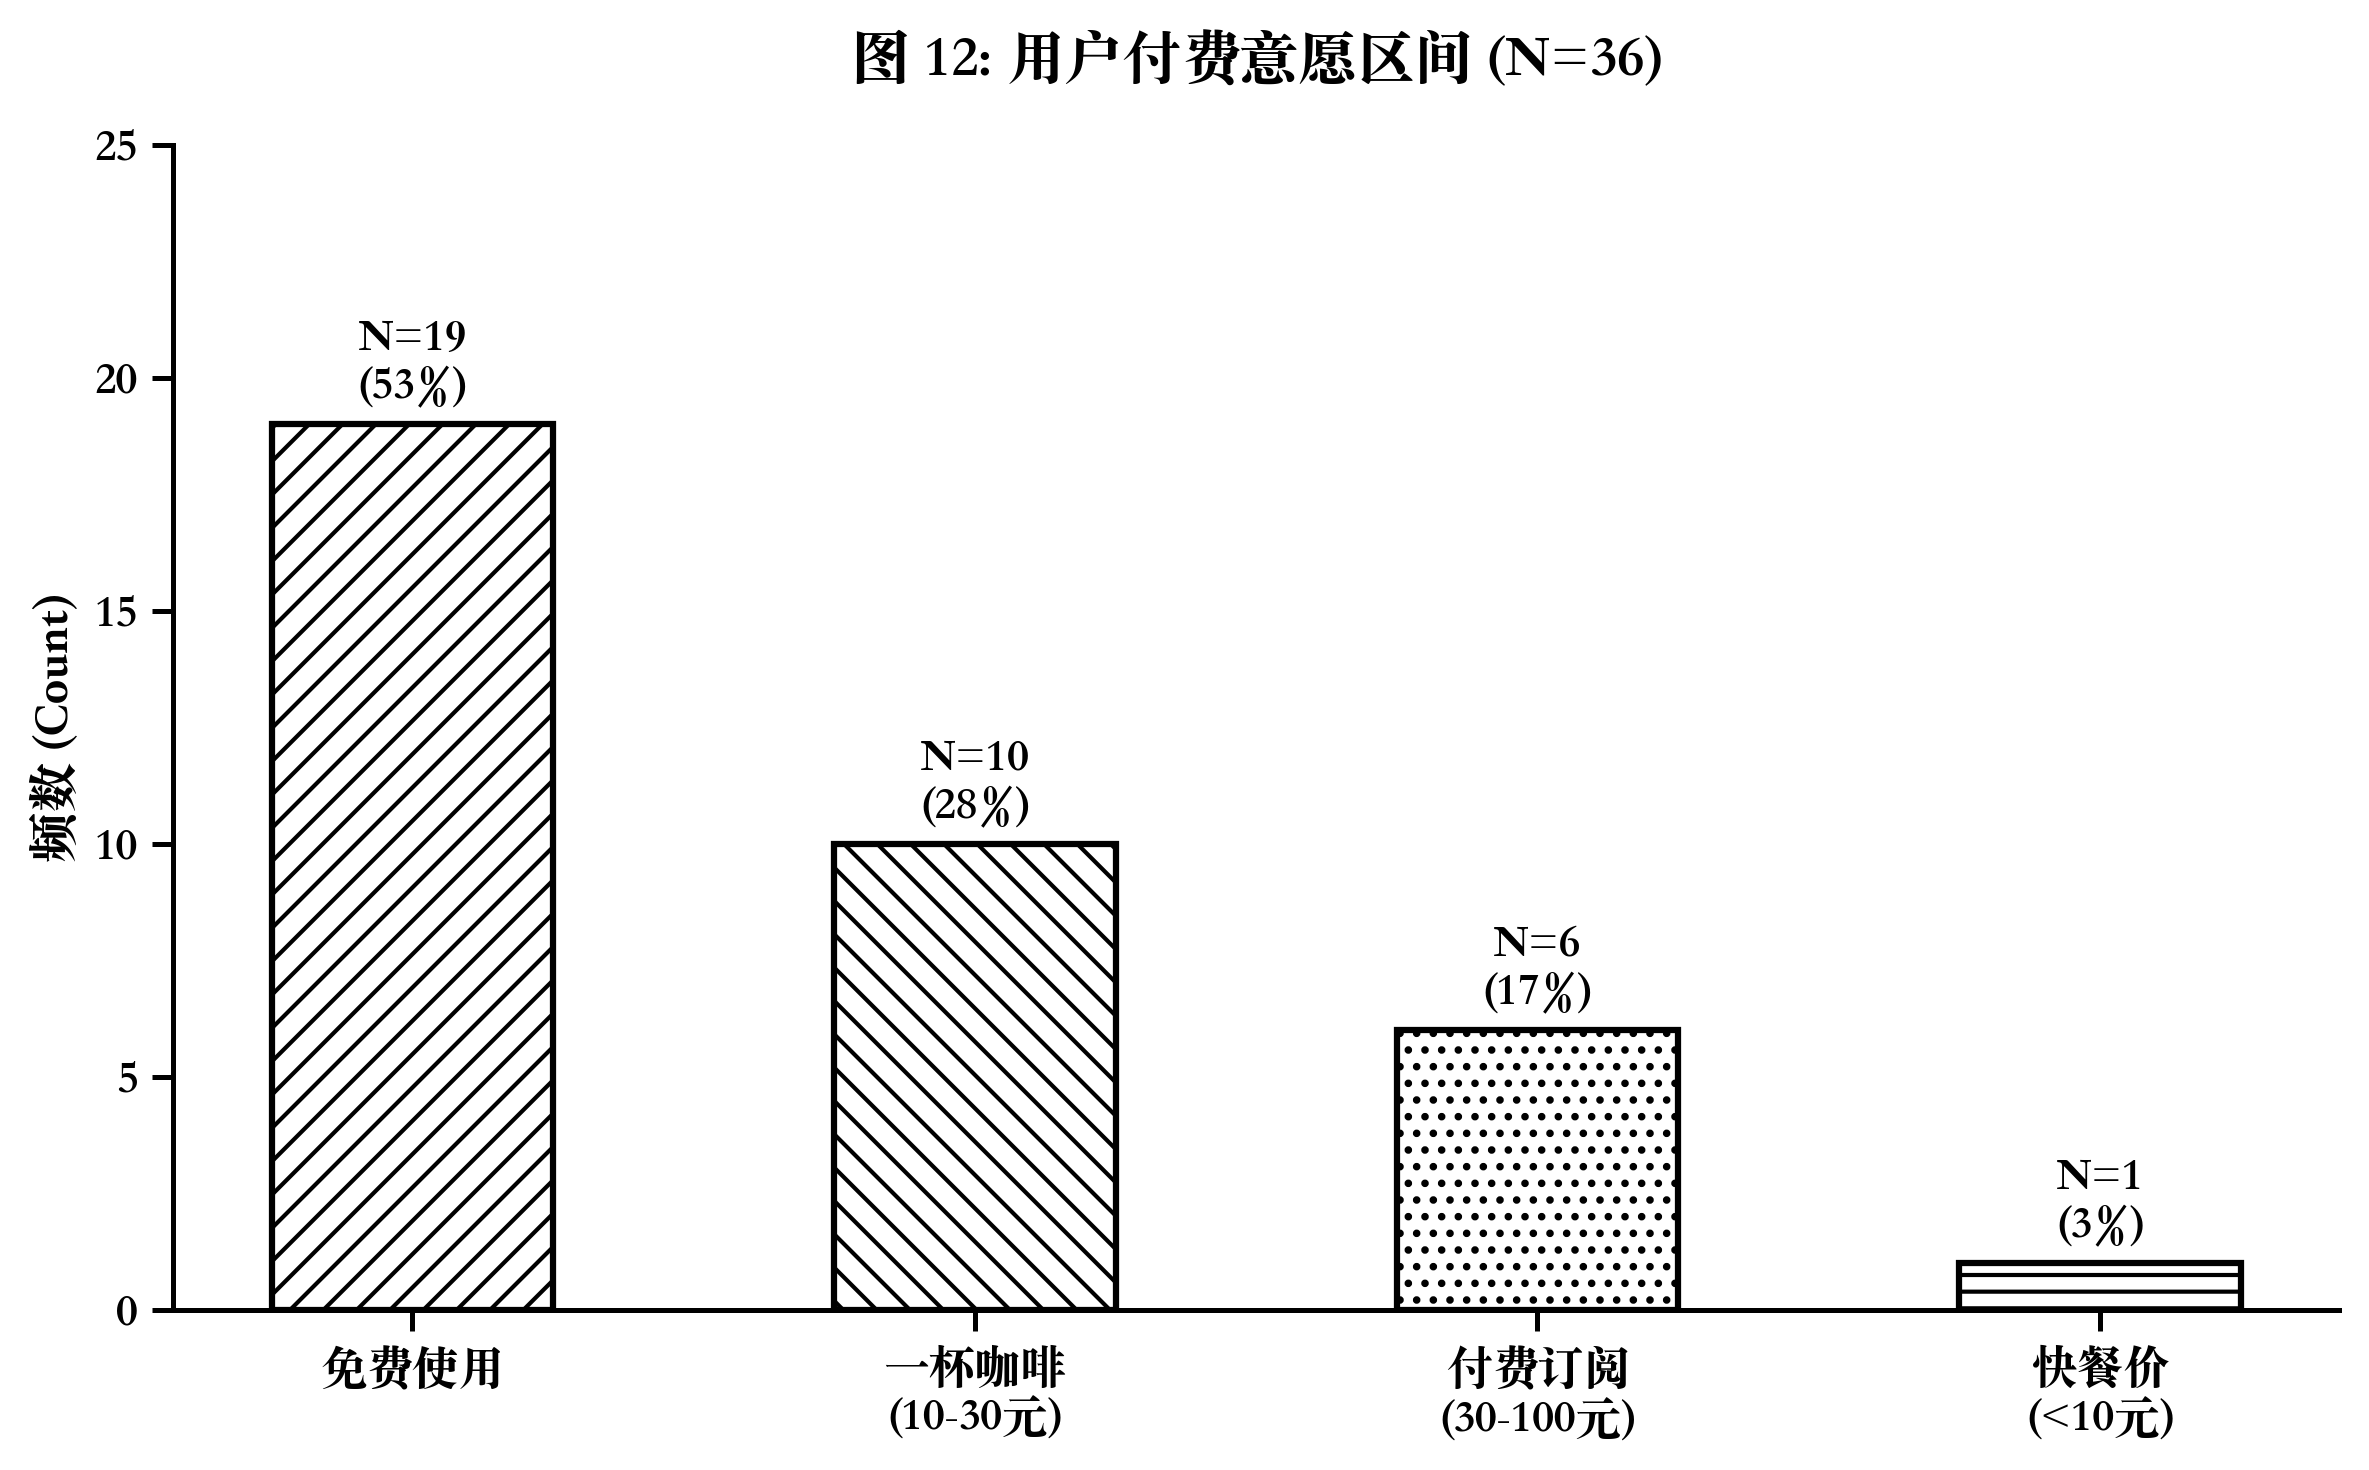 图 12: 用户付费意愿区间 (N=36)
频数 (Count)
25
20
15
10
5
0
N=19
(53%)
N=10
(28%)
N=6
(17%)
N=1
(3%)
免费使用
一杯咖啡
(10-30元)
付费订阅
(30-100元)
快餐价
(<10元)